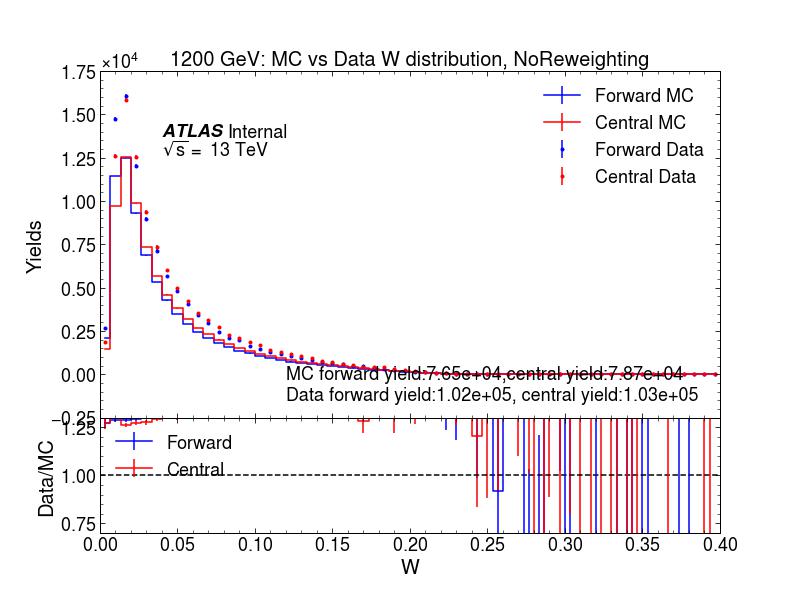 1200 GeV: MC vs Data W distribution, NoReweighting
×10⁴
1.75
1.50
1.25
1.00
0.75
0.50
0.25
0.00
−0.25
Yields
ATLAS Internal
√s = 13 TeV
Forward MC
Central MC
Forward Data
Central Data
MC forward yield:7.65e+04,central yield:7.87e+04
Data forward yield:1.02e+05, central yield:1.03e+05
1.25
1.00
0.75
Data/MC
Forward
Central
0.00 0.05 0.10 0.15 0.20 0.25 0.30 0.35 0.40
W